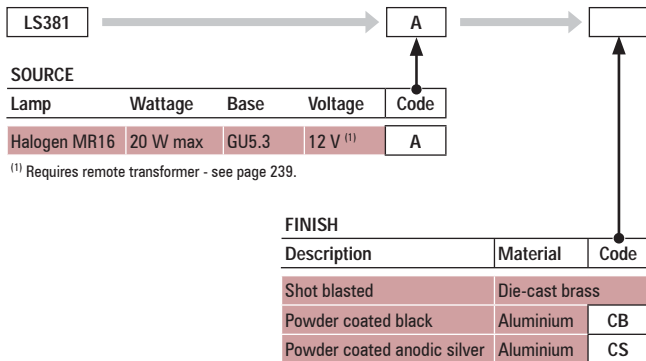 LS381 A
SOURCE
Lamp Wattage Base Voltage Code
Halogen MR16 20 W max GU5.3 12 V (1) A
(1) Requires remote transformer - see page 239.
FINISH
Description Material Code
Shot blasted Die-cast brass
Powder coated black Aluminium CB
Powder coated anodic silver Aluminium CS